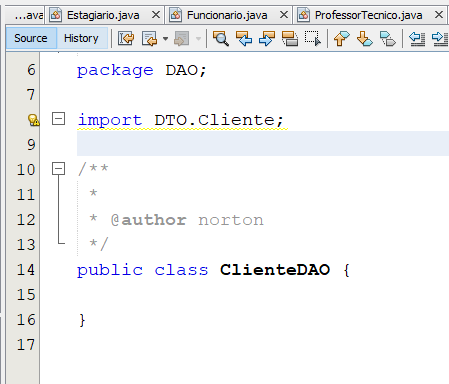 ...ava Estagiario.java Funcionario.java ProfessorTecnico.java
Source History
6 package DAO;
7
import DTO.Cliente;
9
10 /**
11 *
12 * @author norton
13 */
14 public class ClienteDAO {
15
16 }
17